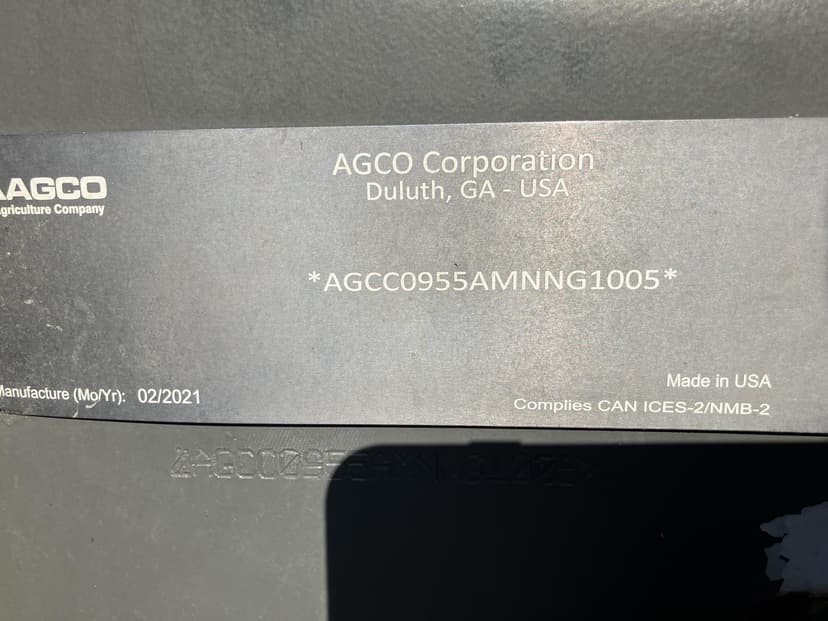 AGCO
Agriculture Company
AGCO Corporation
Duluth, GA - USA
*AGCC0955AMNNG1005*
Manufacture (Mo/Yr): 02/2021
Made in USA
Complies CAN ICES-2/NMB-2